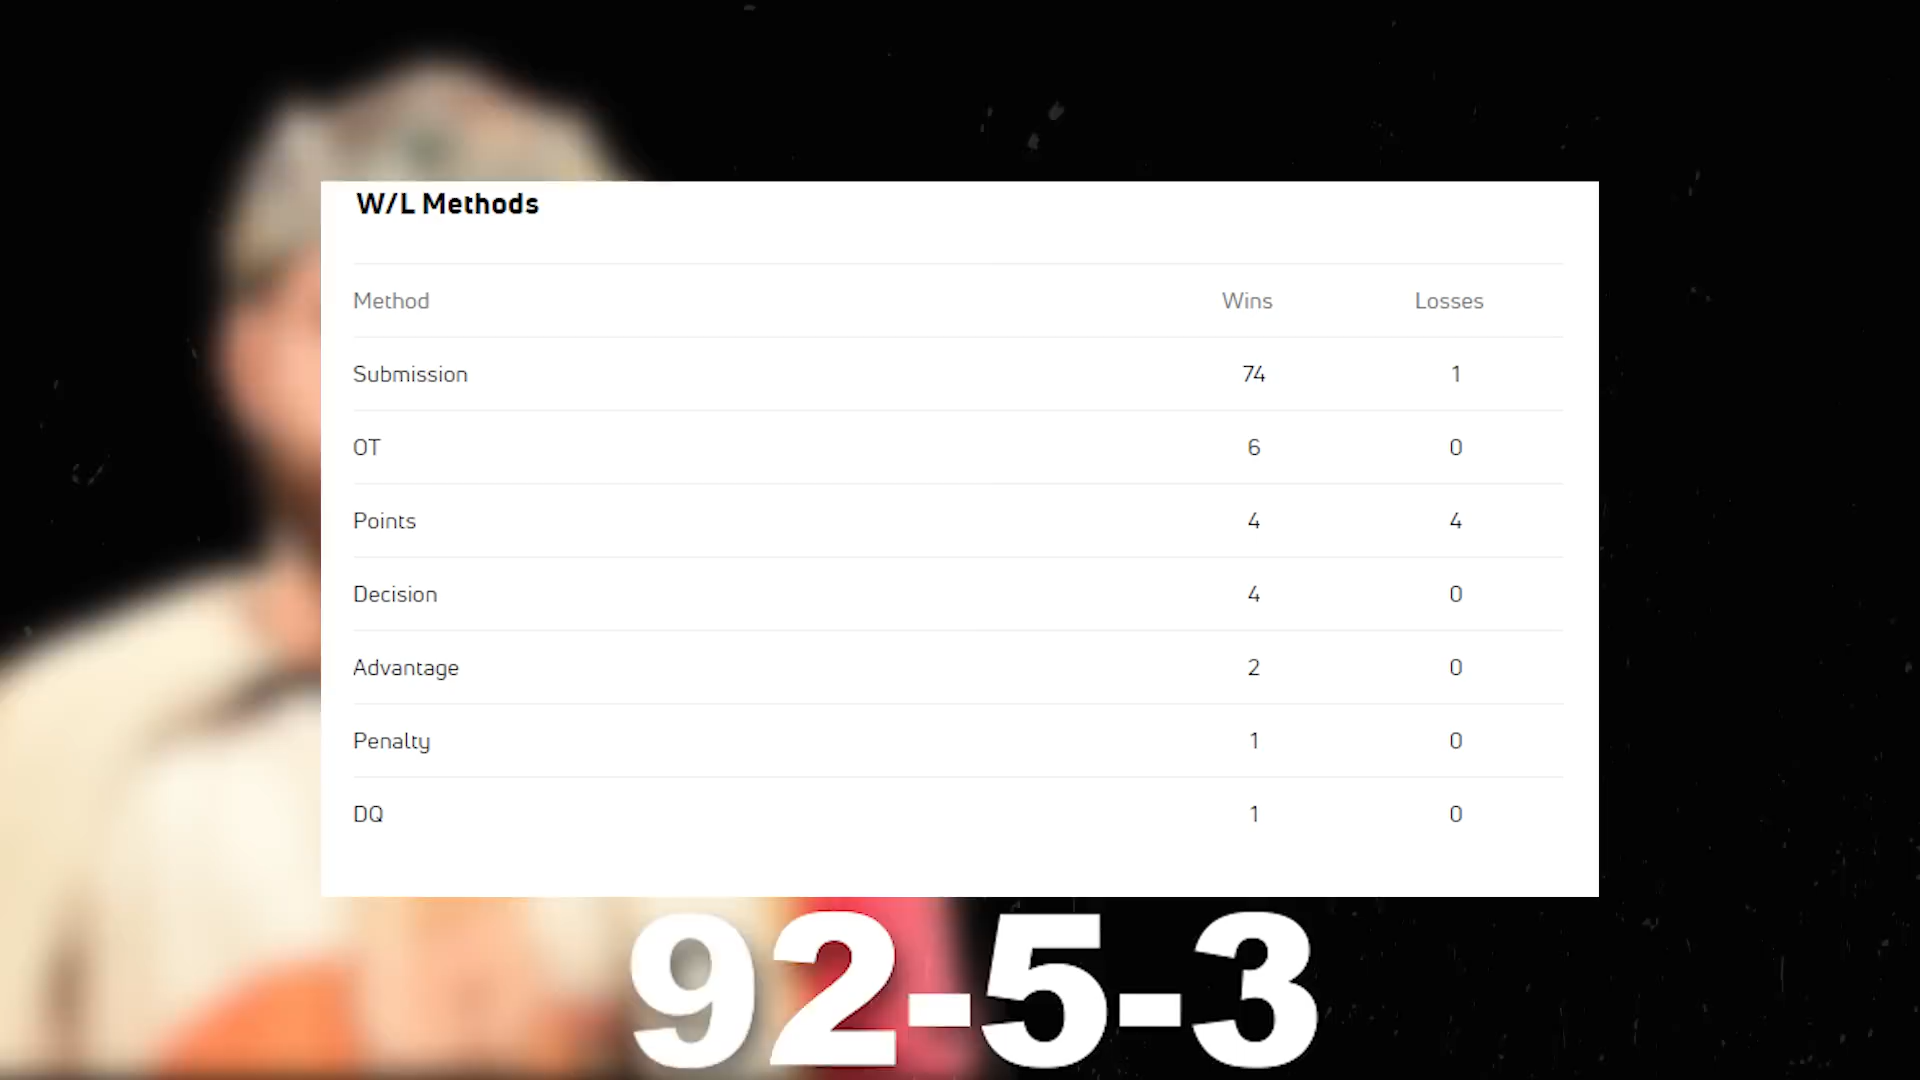 W/L Methods
Method Wins Losses
Submission 74 1
OT 6 0
Points 4 4
Decision 4 0
Advantage 2 0
Penalty 1 0
DQ 1 0
92-5-3